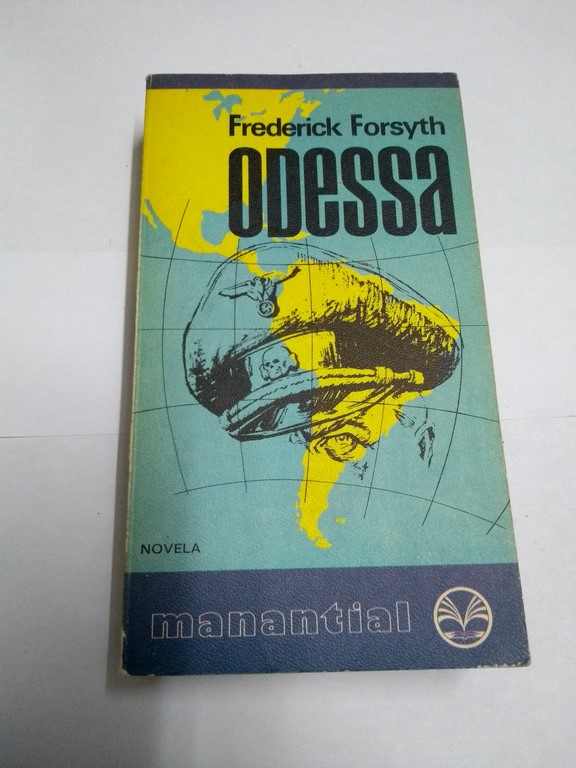 Frederick Forsyth
ODESSA
NOVELA
manantial